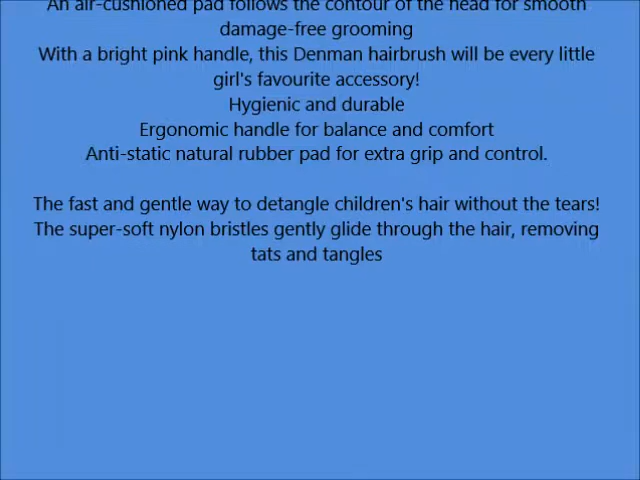 An air-cushioned pad follows the contour of the head for smooth
damage-free grooming
With a bright pink handle, this Denman hairbrush will be every little
girl's favourite accessory!
Hygienic and durable
Ergonomic handle for balance and comfort
Anti-static natural rubber pad for extra grip and control.
The fast and gentle way to detangle children's hair without the tears!
The super-soft nylon bristles gently glide through the hair, removing
tats and tangles